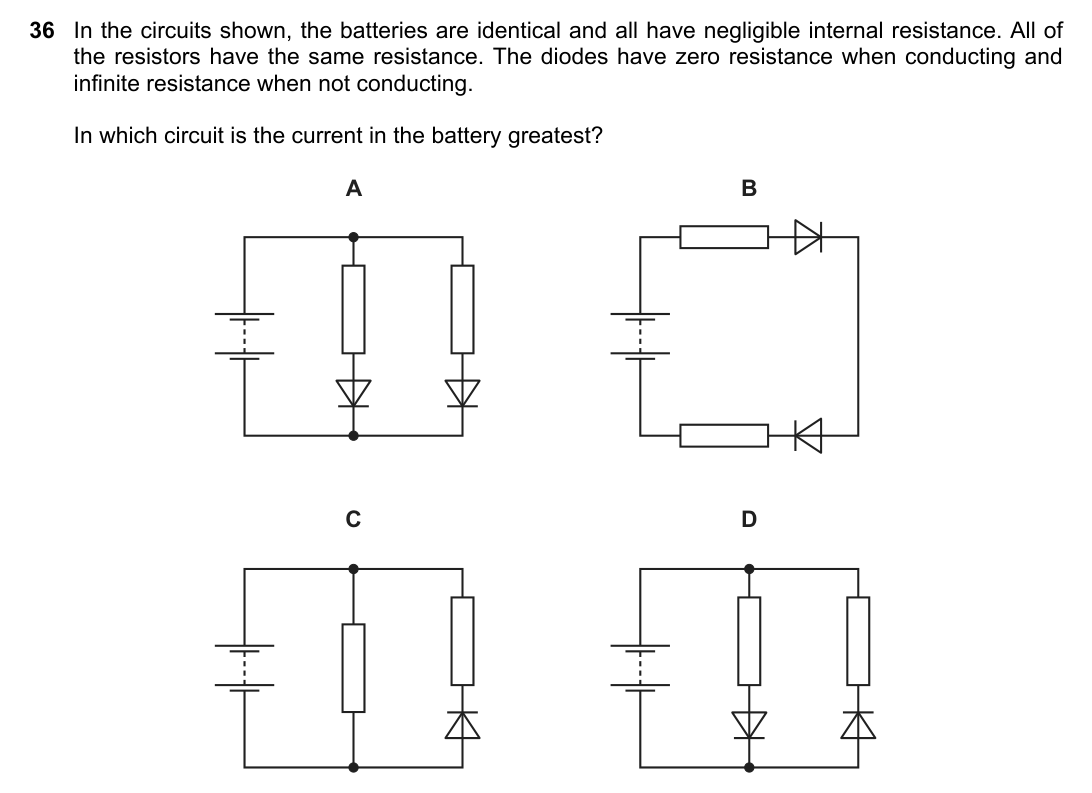 36 In the circuits shown, the batteries are identical and all have negligible internal resistance. All of
the resistors have the same resistance. The diodes have zero resistance when conducting and
infinite resistance when not conducting.
In which circuit is the current in the battery greatest?
A
B
C
D